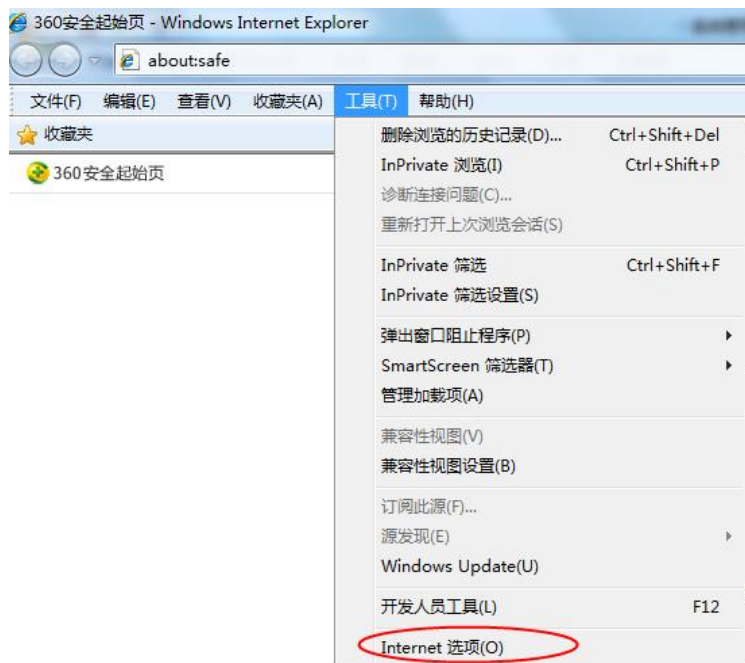 360安全起始页 - Windows Internet Explorer
about:safe
文件(F) 编辑(E) 查看(V) 收藏夹(A) 工具(T) 帮助(H)
收藏夹
360安全起始页
删除浏览的历史记录(D)... Ctrl+Shift+Del
InPrivate 浏览(I) Ctrl+Shift+P
诊断连接问题(C)...
重新打开上次浏览会话(S)
InPrivate 筛选 Ctrl+Shift+F
InPrivate 筛选设置(S)
弹出窗口阻止程序(P)
SmartScreen 筛选器(T)
管理加载项(A)
兼容性视图(V)
兼容性视图设置(B)
订阅此源(F)...
源发现(E)
Windows Update(U)
开发人员工具(L) F12
Internet 选项(O)